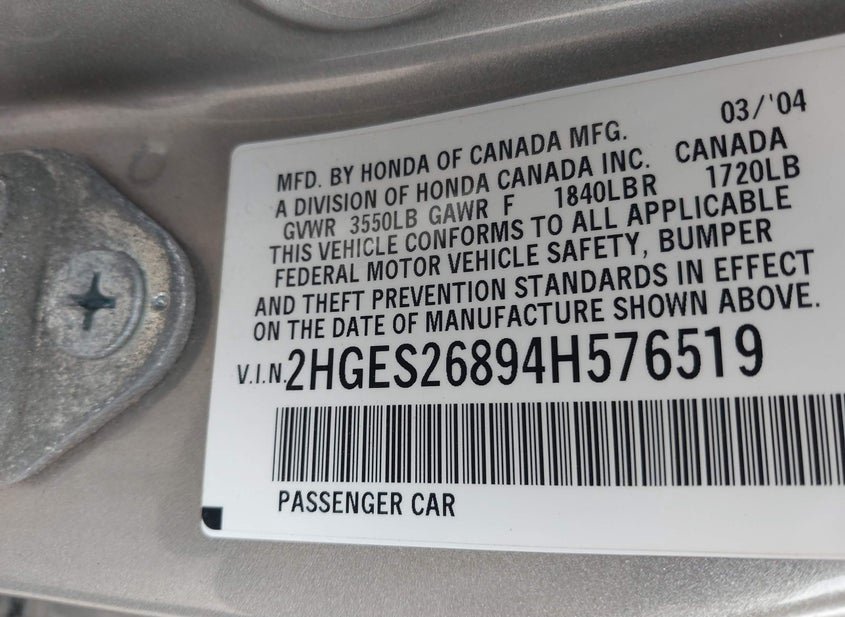 03/'04
MFD. BY HONDA OF CANADA MFG.
A DIVISION OF HONDA CANADA INC. CANADA
GVWR 3550LB GAWR F 1840LBR 1720LB
THIS VEHICLE CONFORMS TO ALL APPLICABLE
FEDERAL MOTOR VEHICLE SAFETY, BUMPER
AND THEFT PREVENTION STANDARDS IN EFFECT
ON THE DATE OF MANUFACTURE SHOWN ABOVE.
V.I.N. 2HGES26894H576519
PASSENGER CAR